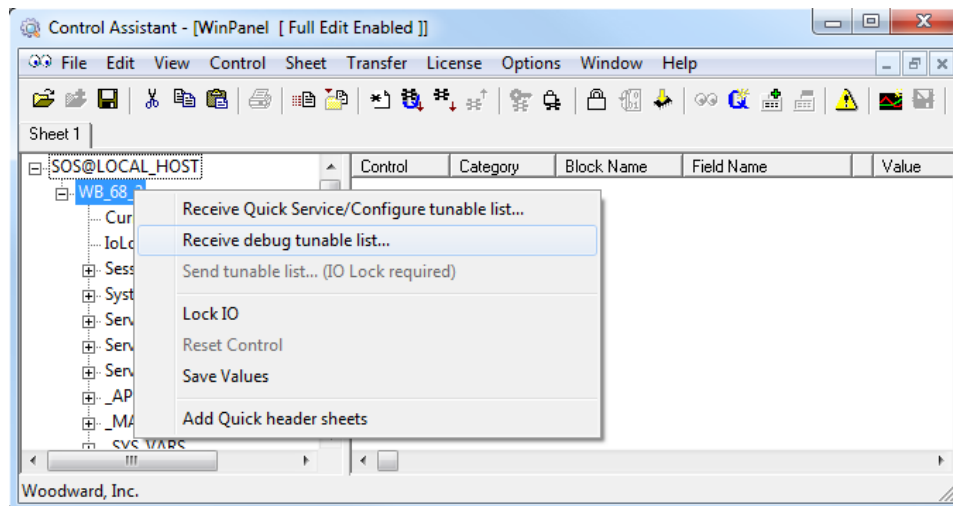 Control Assistant - [WinPanel [ Full Edit Enabled ]]
File Edit View Control Sheet Transfer License Options Window Help
Sheet 1
SOS@LOCAL_HOST Control Category Block Name Field Name Value
WB_68_
Receive Quick Service/Configure tunable list...
Cur
Receive debug tunable list...
Sess
Send tunable list... (IO Lock required)
Syst
Serv
Lock IO
Reset Control
Save Values
_AP
_MA
Add Quick header sheets
_SYS_VARS
Woodward, Inc.